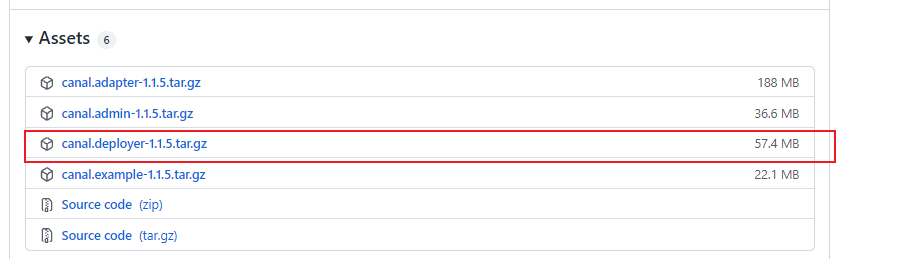 Assets 6
canal.adapter-1.1.5.tar.gz 188 MB
canal.admin-1.1.5.tar.gz 36.6 MB
canal.deployer-1.1.5.tar.gz 57.4 MB
canal.example-1.1.5.tar.gz 22.1 MB
Source code (zip)
Source code (tar.gz)